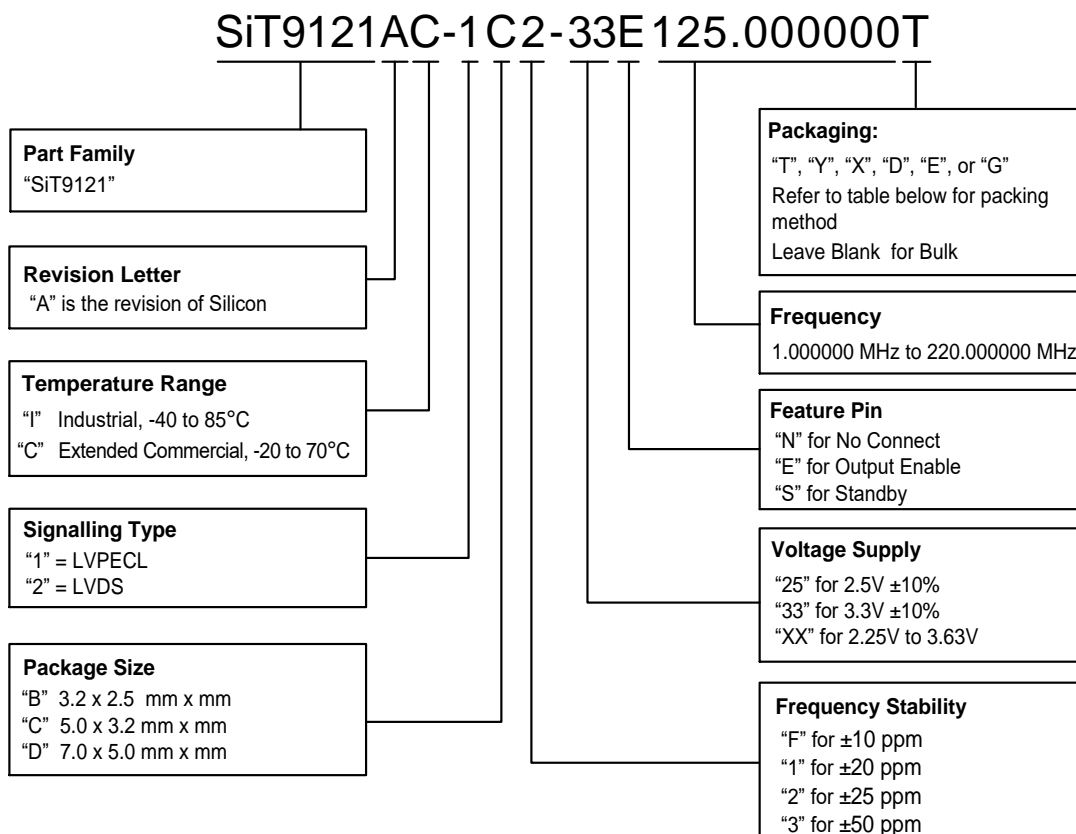 SiT9121AC-1C2-33E125.000000T
Part Family
“SiT9121”
Revision Letter
“A” is the revision of Silicon
Temperature Range
“I” Industrial, -40 to 85°C
“C” Extended Commercial, -20 to 70°C
Signalling Type
“1” = LVPECL
“2” = LVDS
Package Size
“B” 3.2 x 2.5 mm x mm
“C” 5.0 x 3.2 mm x mm
“D” 7.0 x 5.0 mm x mm
Packaging:
“T”, “Y”, “X”, “D”, “E”, or “G”
Refer to table below for packing
method
Leave Blank for Bulk
Frequency
1.000000 MHz to 220.000000 MHz
Feature Pin
“N” for No Connect
“E” for Output Enable
“S” for Standby
Voltage Supply
“25” for 2.5V ±10%
“33” for 3.3V ±10%
“XX” for 2.25V to 3.63V
Frequency Stability
“F” for ±10 ppm
“1” for ±20 ppm
“2” for ±25 ppm
“3” for ±50 ppm